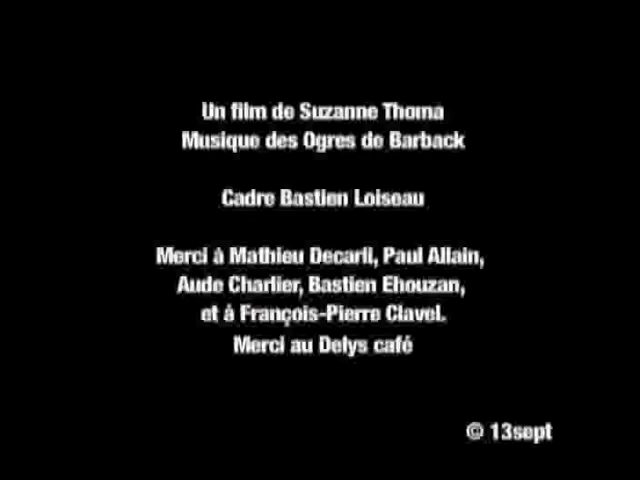 Un film de Suzanne Thoma
Musique des Ogres de Barback
Cadre Bastien Loiseau
Merci à Mathieu Decarli, Paul Allain,
Aude Charlier, Bastien Ehouzan,
et à François-Pierre Clavel.
Merci au Delys café
© 13sept